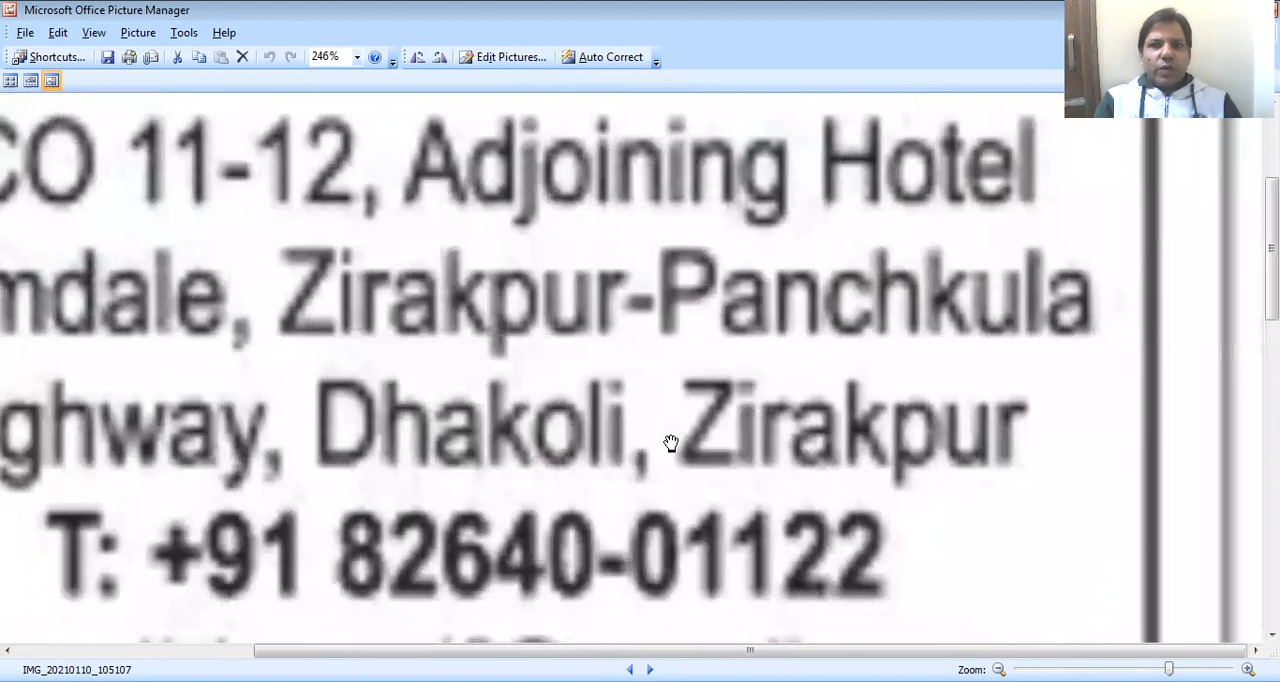 Microsoft Office Picture Manager
File Edit View Picture Tools Help
Shortcuts... 246% Edit Pictures... Auto Correct
CO 11-12, Adjoining Hotel
mdale, Zirakpur-Panchkula
ghway, Dhakoli, Zirakpur
T: +91 82640-01122
IMG_20210110_105107 Zoom: